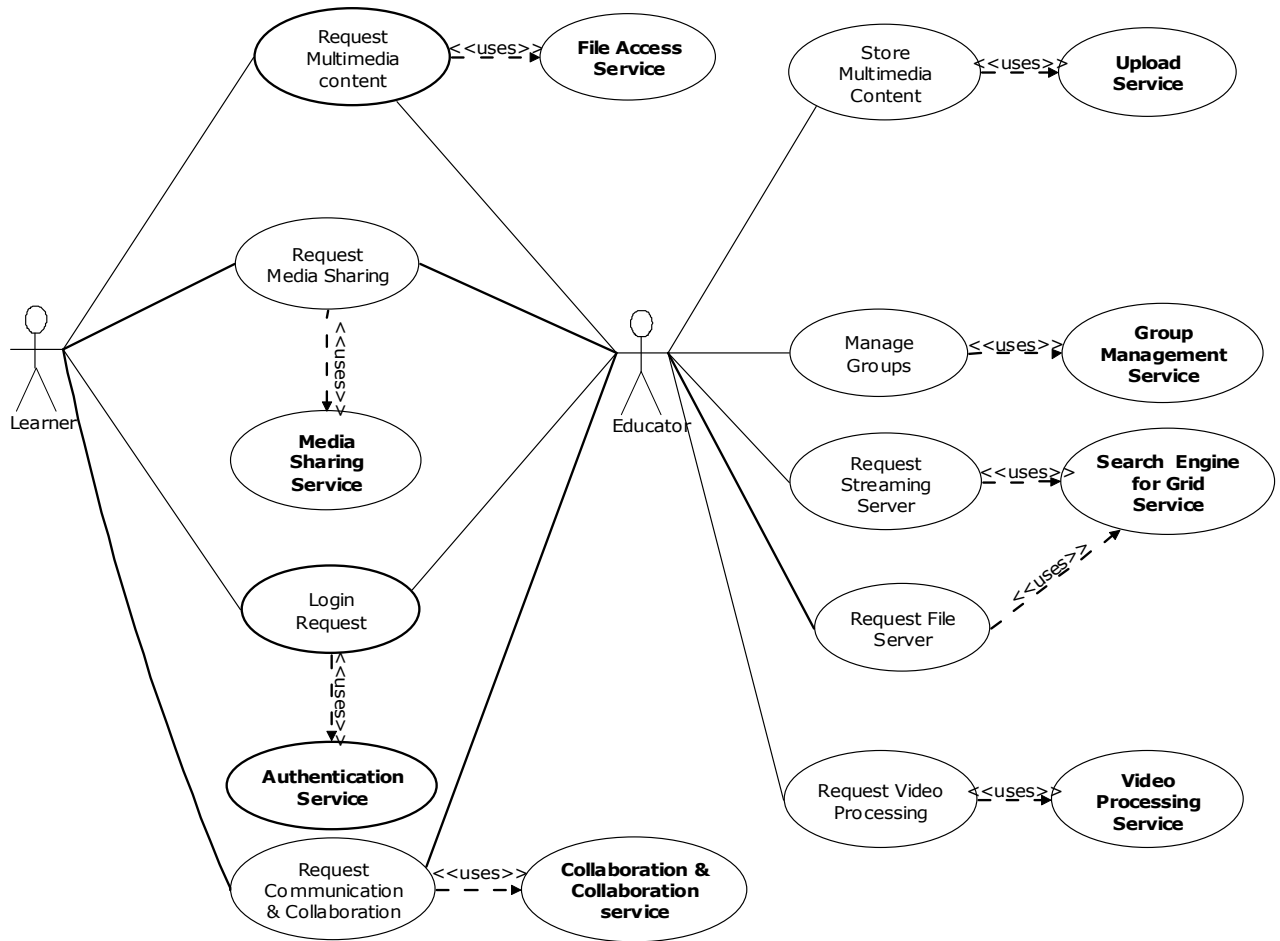 Request
Multimedia
content
<<uses>>
File Access
Service
Store
Multimedia
Content
<<uses>>
Upload
Service
Request
Media Sharing
<<uses>>
Media
Sharing
Service
Learner
Educator
Manage
Groups
<<uses>>
Group
Management
Service
Request
Streaming
Server
<<uses>>
Search Engine
for Grid
Service
Request File
Server
<<uses>>
Login
Request
<<uses>>
Authentication
Service
Request Video
Processing
<<uses>>
Video
Processing
Service
Request
Communication
& Collaboration
<<uses>>
Collaboration &
Collaboration
service